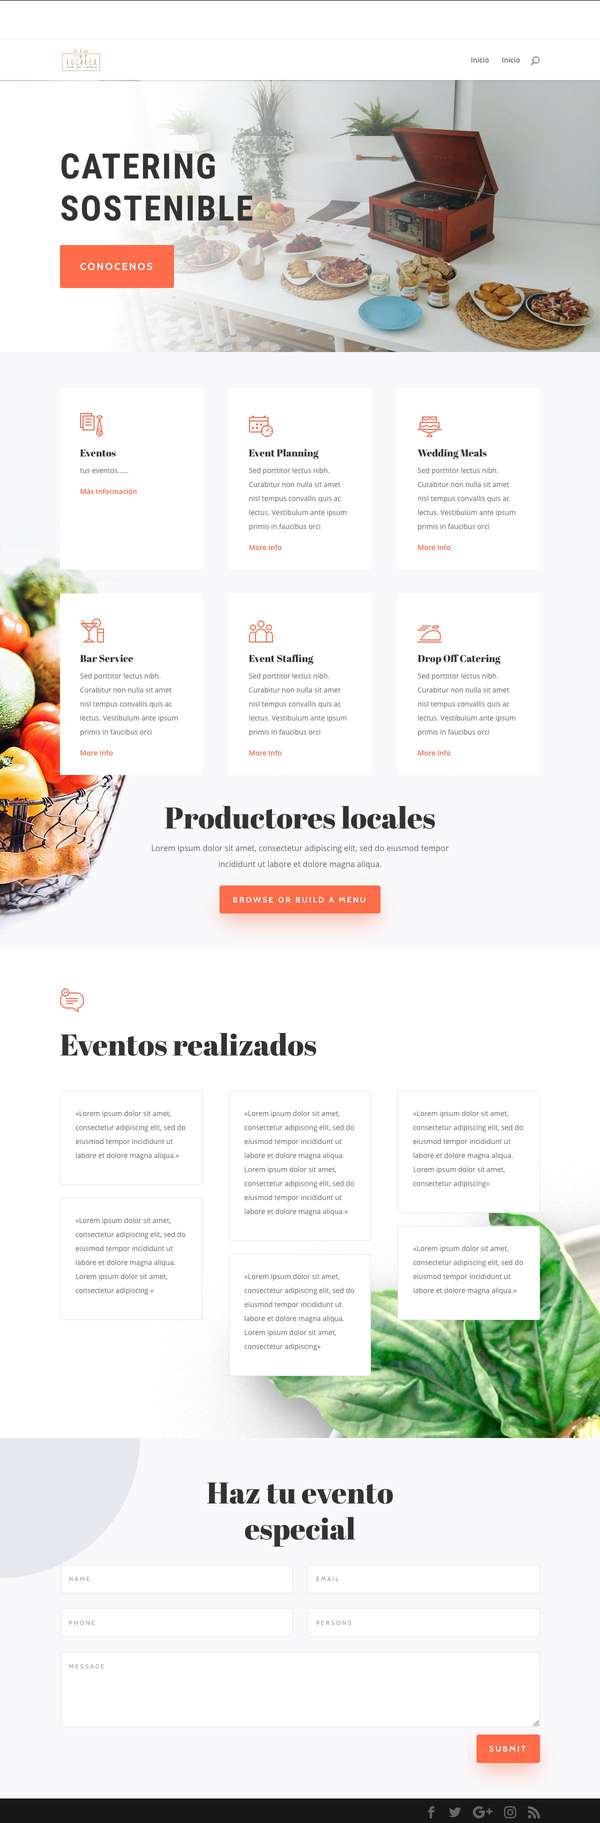 Inicio
Inicio
CATERING
SOSTENIBLE
CONOCENOS
Eventos
tus eventos......
Más Información
Event Planning
Sed porttitor lectus nibh.
Curabitur non nulla sit amet
nisl tempus convallis quis ac
lectus. Vestibulum ante ipsum
primis in faucibus orci
More Info
Wedding Meals
Sed porttitor lectus nibh.
Curabitur non nulla sit amet
nisl tempus convallis quis ac
lectus. Vestibulum ante ipsum
primis in faucibus orci
More Info
Bar Service
Sed porttitor lectus nibh.
Curabitur non nulla sit amet
nisl tempus convallis quis ac
lectus. Vestibulum ante ipsum
primis in faucibus orci
More Info
Event Staffing
Sed porttitor lectus nibh.
Curabitur non nulla sit amet
nisl tempus convallis quis ac
lectus. Vestibulum ante ipsum
primis in faucibus orci
More Info
Drop Off Catering
Sed porttitor lectus nibh.
Curabitur non nulla sit amet
nisl tempus convallis quis ac
lectus. Vestibulum ante ipsum
primis in faucibus orci
More Info
Productores locales
Lorem ipsum dolor sit amet, consectetur adipiscing elit, sed do eiusmod tempor
incididunt ut labore et dolore magna aliqua.
BROWSE OR BUILD A MENU
Eventos realizados
«Lorem ipsum dolor sit amet,
consectetur adipiscing elit, sed do
eiusmod tempor incididunt ut
labore et dolore magna aliqua.»
«Lorem ipsum dolor sit amet,
consectetur adipiscing elit, sed do
eiusmod tempor incididunt ut
labore et dolore magna aliqua.
Lorem ipsum dolor sit amet,
consectetur adipiscing «
«Lorem ipsum dolor sit amet,
consectetur adipiscing elit, sed do
eiusmod tempor incididunt ut
labore et dolore magna aliqua.
Lorem ipsum dolor sit amet,
consectetur adipiscing elit, sed do
eiusmod tempor incididunt ut
labore et dolore magna aliqua.»
«Lorem ipsum dolor sit amet,
consectetur adipiscing elit, sed do
eiusmod tempor incididunt ut
labore et dolore magna aliqua.
Lorem ipsum dolor sit amet,
consectetur adipiscing»
«Lorem ipsum dolor sit amet,
consectetur adipiscing elit, sed do
eiusmod tempor incididunt ut
labore et dolore magna aliqua.
Lorem ipsum dolor sit amet,
consectetur adipiscing»
«Lorem ipsum dolor sit amet,
consectetur adipiscing elit, sed do
eiusmod tempor incididunt ut
labore et dolore magna aliqua.»
Haz tu evento
especial
NAME
EMAIL
PHONE
PERSONS
MESSAGE
SUBMIT